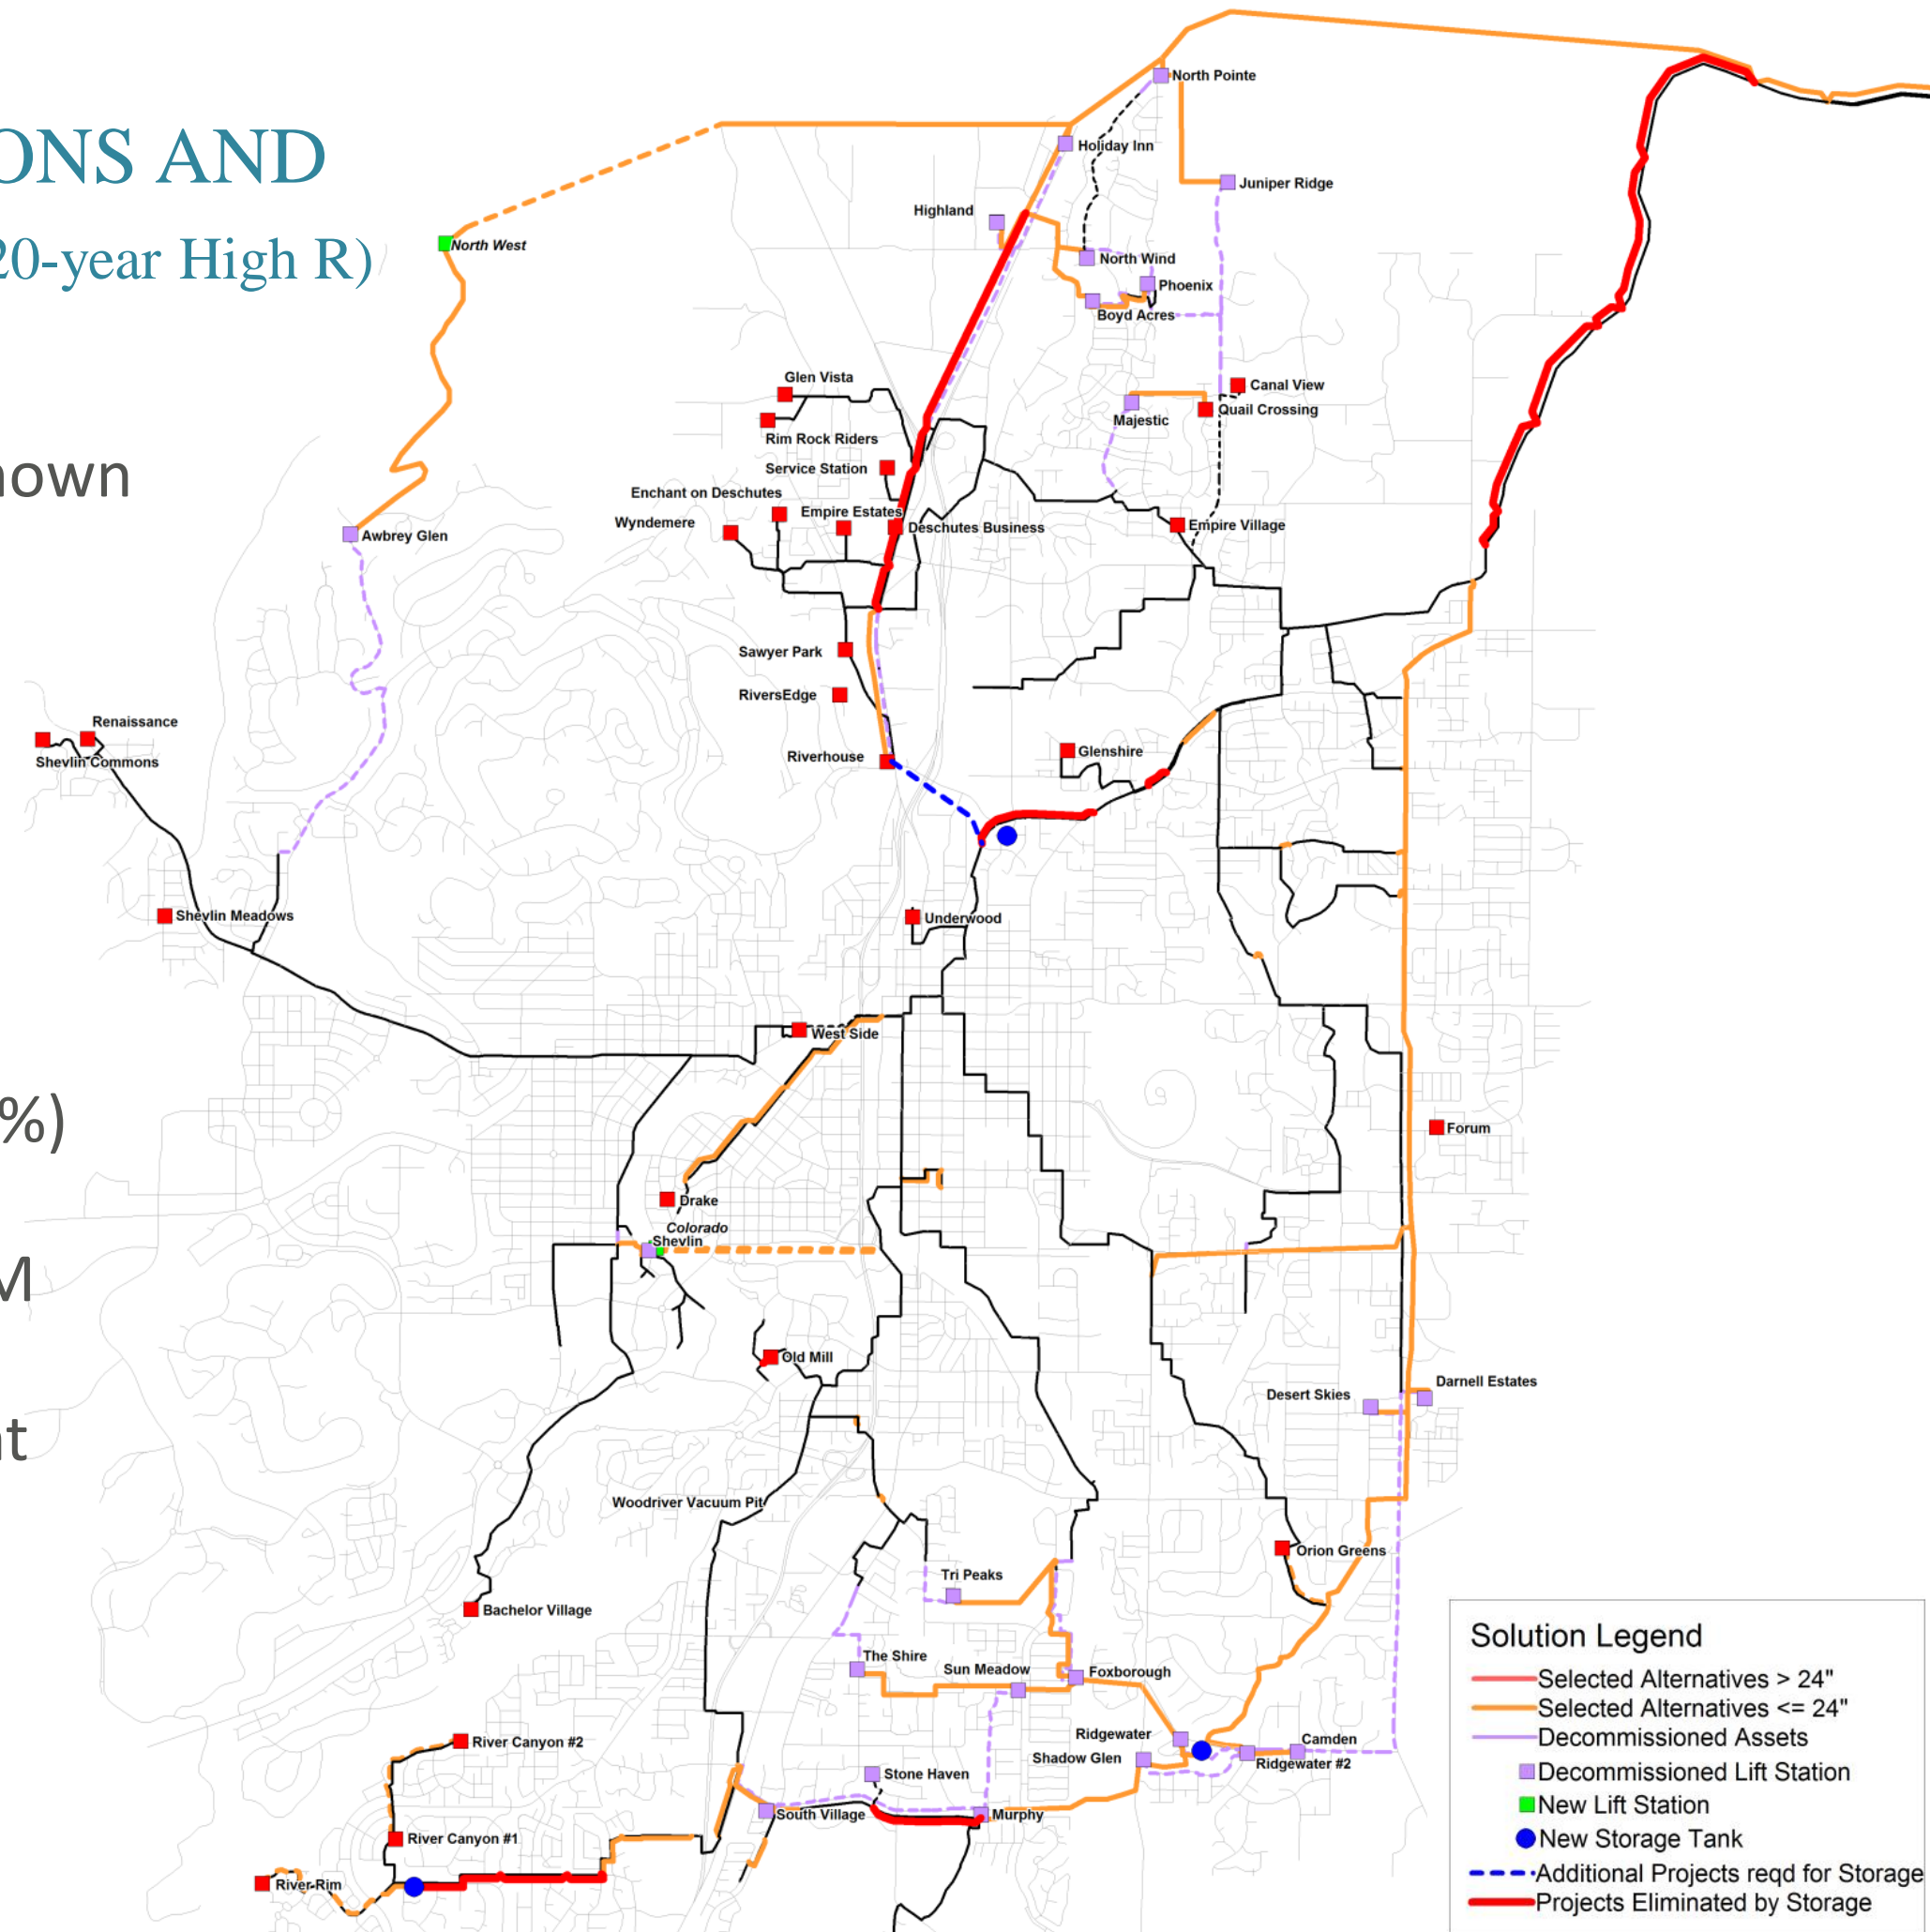 ONS AND
20-year High R)
nown
%)
M
nt
North Pointe
Holiday Inn
Juniper Ridge
Highland
North West
North Wind
Phoenix
Boyd Acres
Glen Vista
Canal View
Quail Crossing
Majestic
Rim Rock Riders
Service Station
Enchant on Deschutes
Empire Estates
Wyndemere
Deschutes Business
Empire Village
Awbrey Glen
Sawyer Park
RiversEdge
Renaissance
Shevlin Commons
Riverhouse
Glenshire
Shevlin Meadows
Underwood
West Side
Forum
Drake
Colorado
Shevlin
Old Mill
Darnell Estates
Desert Skies
Woodriver Vacuum Pit
Orion Greens
Tri Peaks
Bachelor Village
The Shire
Sun Meadow
Foxborough
River Canyon #2
Ridgewater
Camden
Shadow Glen
Ridgewater #2
Stone Haven
South Village
Murphy
River Canyon #1
River Rim
Solution Legend
Selected Alternatives > 24"
Selected Alternatives <= 24"
Decommissioned Assets
Decommissioned Lift Station
New Lift Station
New Storage Tank
Additional Projects reqd for Storage
Projects Eliminated by Storage